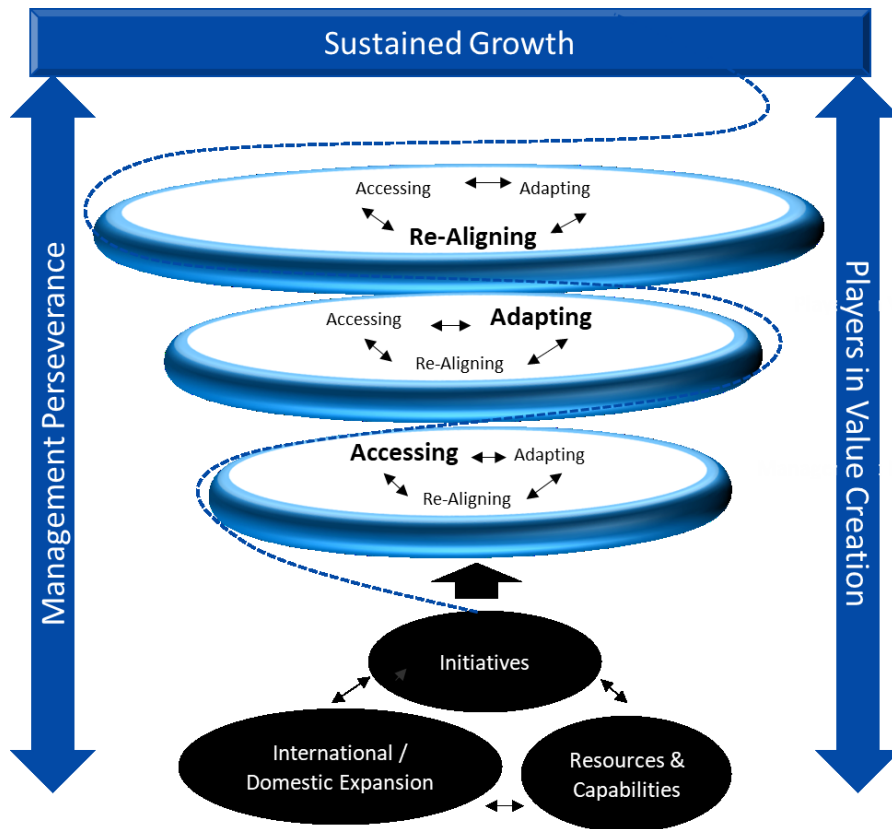 Sustained Growth
Management Perseverance
Players in Value Creation
Accessing
Adapting
Re-Aligning
Accessing
Adapting
Re-Aligning
Accessing
Adapting
Re-Aligning
Initiatives
International /
Domestic Expansion
Resources &
Capabilities